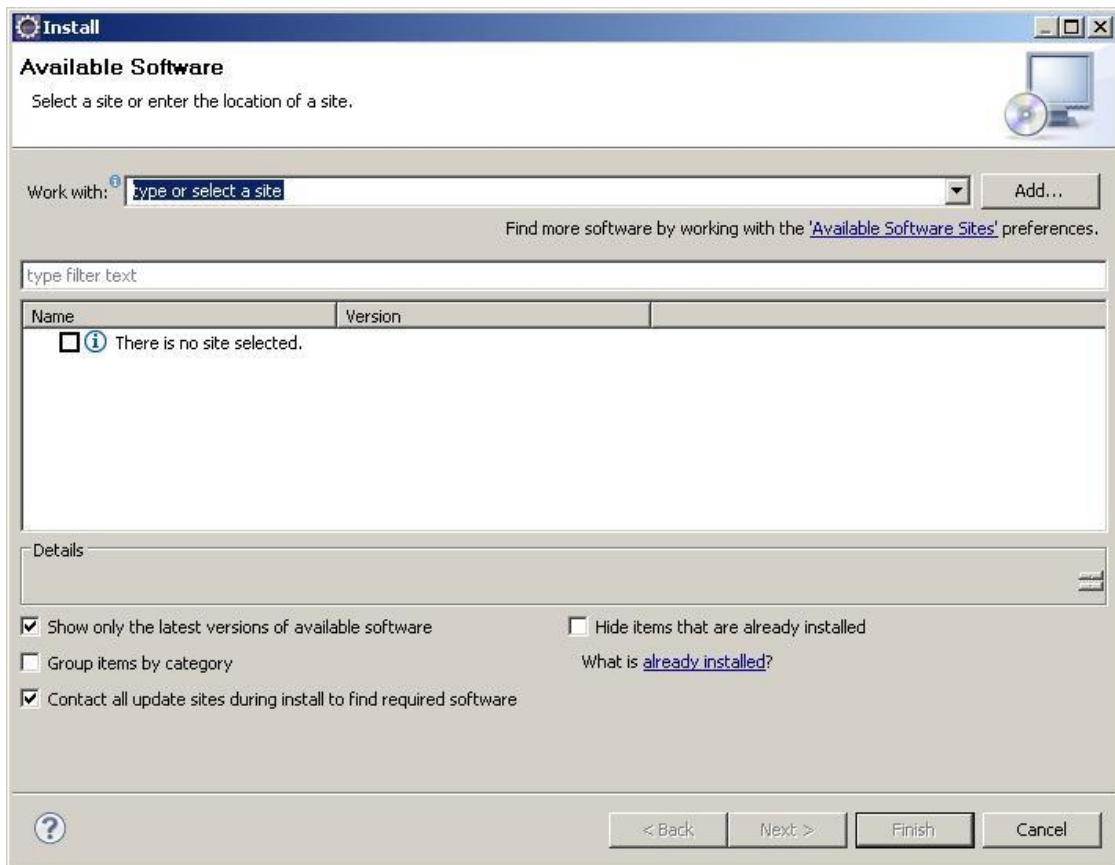 Install
Available Software
Select a site or enter the location of a site.
Work with: type or select a site Add...
Find more software by working with the 'Available Software Sites' preferences.
type filter text
Name Version
There is no site selected.
Details
Show only the latest versions of available software Hide items that are already installed
Group items by category What is already installed?
Contact all update sites during install to find required software
< Back Next > Finish Cancel